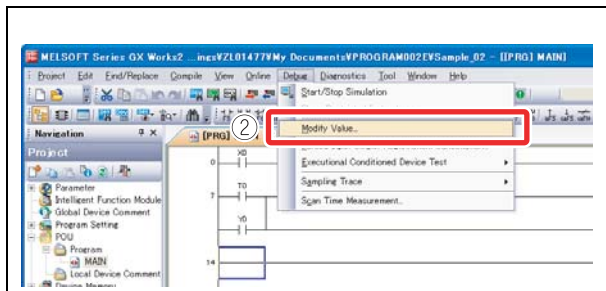 MELSOFT Series GX Works2 ...ings¥ZL01477¥My Documents¥PROGRAM002E¥Sample_02 - [[PRG] MAIN]
Project Edit Find/Replace Compile View Online Debug Diagnostics Tool Window Help
Start/Stop Simulation
②
Modify Value...
Navigation
[PRG]
Project
X0
0
Executional Conditioned Device Test
Parameter
T0
Sampling Trace
Intelligent Function Module
7
Scan Time Measurement...
Global Device Comment
Program Setting
Y0
POU
Program
MAIN
14
Local Device Comment
Device Memory